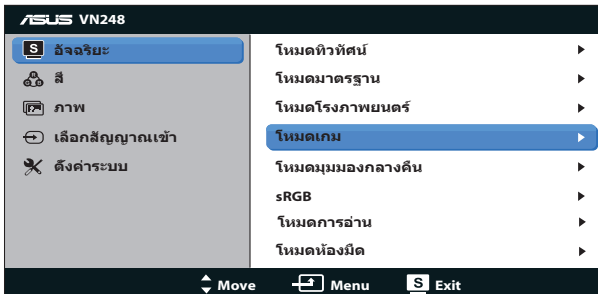 ASUS VN248
S อัจฉริยะ
สี
ภาพ
เลือกสัญญาณเข้า
ตั้งค่าระบบ
โหมดทิวทัศน์
โหมดมาตรฐาน
โหมดโรงภาพยนตร์
โหมดเกม
โหมดมุมมองกลางคืน
sRGB
โหมดการอ่าน
โหมดห้องมืด
Move Menu S Exit